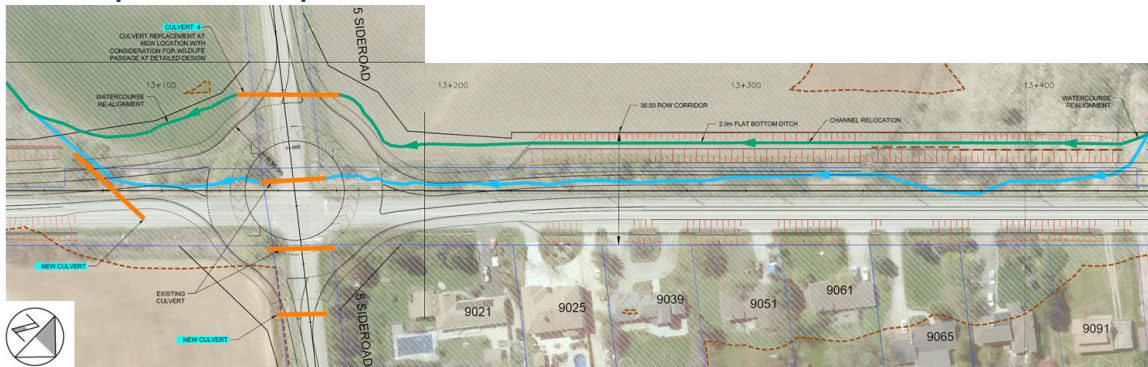 CULVERT 4
CULVERT REPLACEMENT AT
NEW LOCATION WITH
CONSIDERATION FOR WILDLIFE
PASSAGE AT DETAILED DESIGN
5 SIDEROAD
13+100
13+200
13+300
13+400
WATERCOURSE
RE-ALIGNMENT
38.50 ROW CORRIDOR
2.0m FLAT BOTTOM DITCH
CHANNEL RELOCATION
WATERCOURSE
REALIGNMENT
1+000
NEW CULVERT
EXISTING
CULVERT
NEW CULVERT
5 SIDEROAD
9021
9025
9039
9051
9061
9065
9091